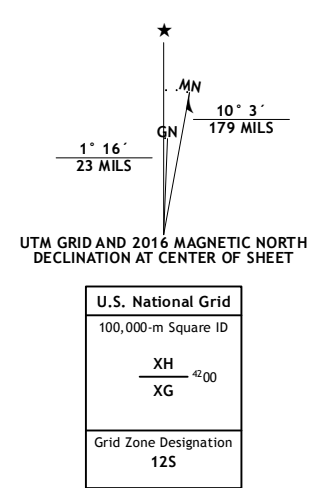 MN
GN
10° 3´
179 MILS
1° 16´
23 MILS
UTM GRID AND 2016 MAGNETIC NORTH
DECLINATION AT CENTER OF SHEET
U.S. National Grid
100,000-m Square ID
XH
4200
XG
Grid Zone Designation
12S